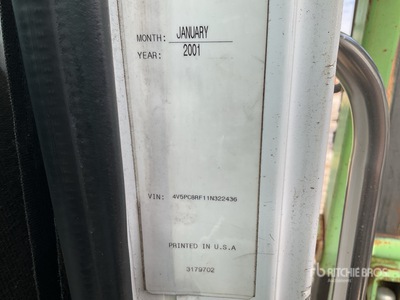 MONTH: JANUARY
YEAR: 2001
VIN: 4V5PC8RF11N322436
PRINTED IN U.S.A
3179702
RITCHIE BROS